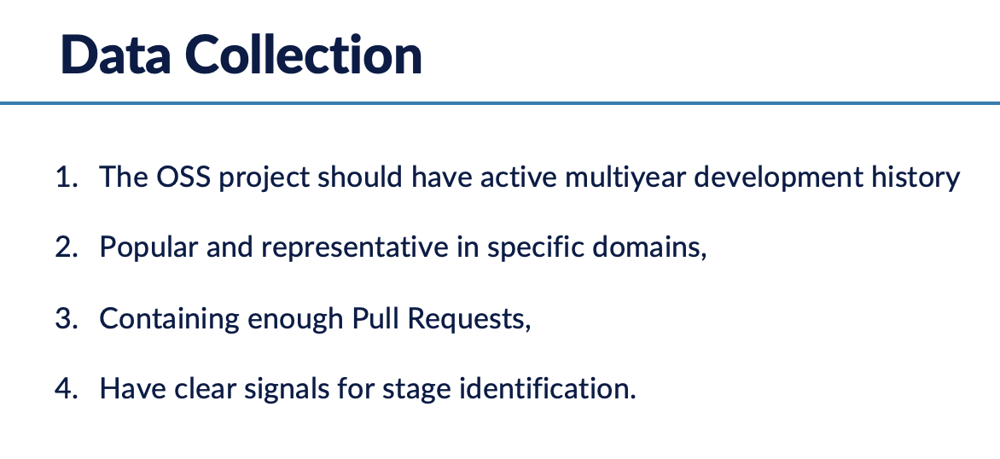 Data Collection
1. The OSS project should have active multiyear development history
2. Popular and representative in specific domains,
3. Containing enough Pull Requests,
4. Have clear signals for stage identification.